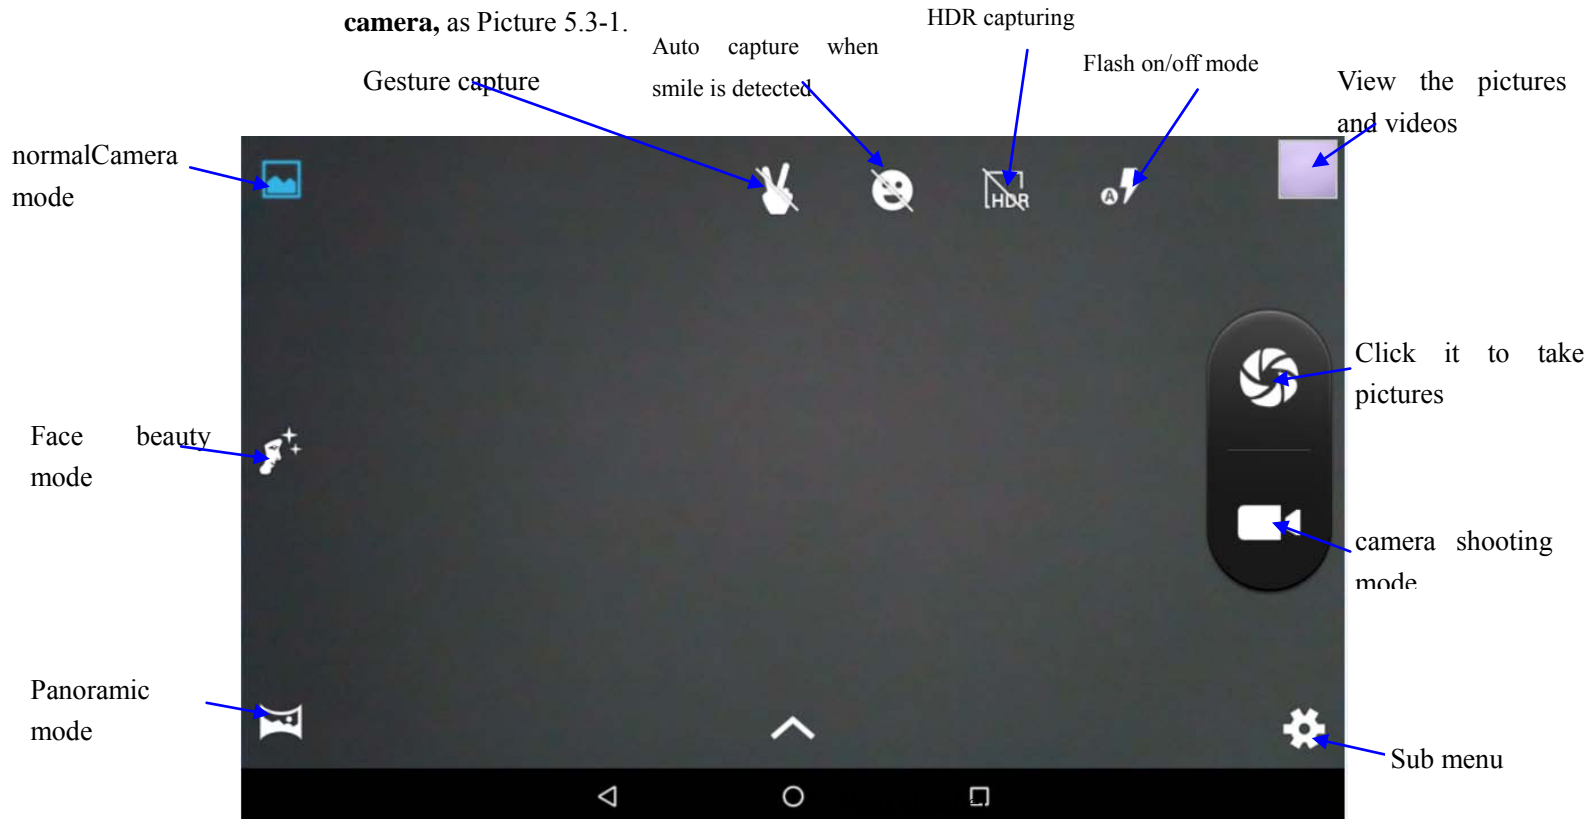 camera, as Picture 5.3-1.
HDR capturing
Auto capture when
smile is detected
Gesture capture
Flash on/off mode
View the pictures
and videos
normalCamera
mode
HDR
A
Click it to take
pictures
Face beauty
mode
camera shooting
mode
Panoramic
mode
Sub menu